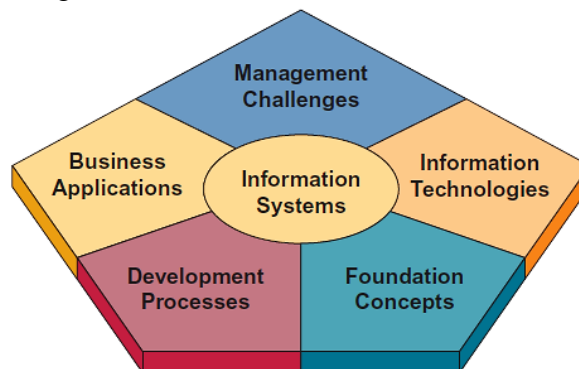 Management
Challenges
Business
Applications
Information
Systems
Information
Technologies
Development
Processes
Foundation
Concepts